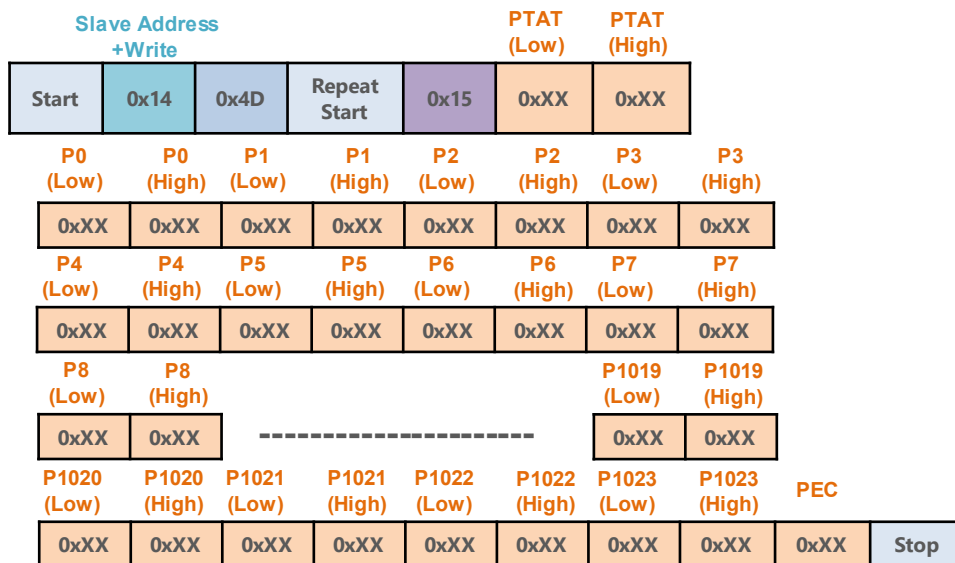 Slave Address
+Write
PTAT
(Low)
PTAT
(High)
Start 0x14 0x4D Repeat
Start 0x15 0xXX 0xXX
P0 P0 P1 P1 P2 P2 P3 P3
(Low) (High) (Low) (High) (Low) (High) (Low) (High)
0xXX 0xXX 0xXX 0xXX 0xXX 0xXX 0xXX 0xXX
P4 P4 P5 P5 P6 P6 P7 P7
(Low) (High) (Low) (High) (Low) (High) (Low) (High)
0xXX 0xXX 0xXX 0xXX 0xXX 0xXX 0xXX 0xXX
P8 P8 P1019 P1019
(Low) (High) (Low) (High)
0xXX 0xXX ---------------------- 0xXX 0xXX
P1020 P1020 P1021 P1021 P1022 P1022 P1023 P1023 PEC
(Low) (High) (Low) (High) (Low) (High) (Low) (High)
0xXX 0xXX 0xXX 0xXX 0xXX 0xXX 0xXX 0xXX 0xXX Stop